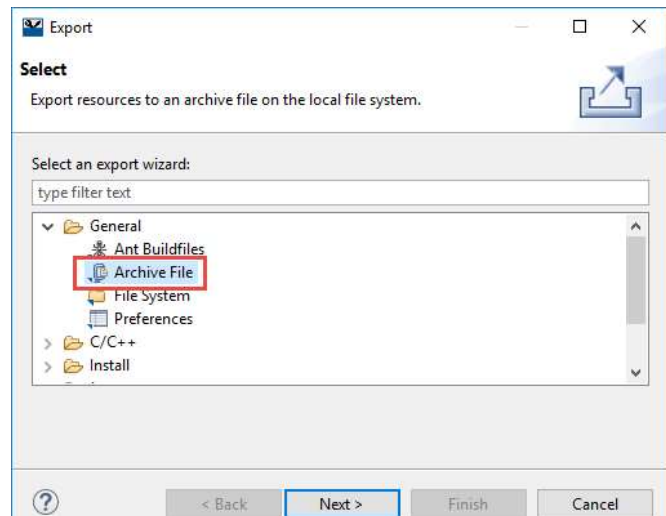 Export
Select
Export resources to an archive file on the local file system.
Select an export wizard:
type filter text
General
Ant Buildfiles
Archive File
File System
Preferences
C/C++
Install
< Back Next > Finish Cancel